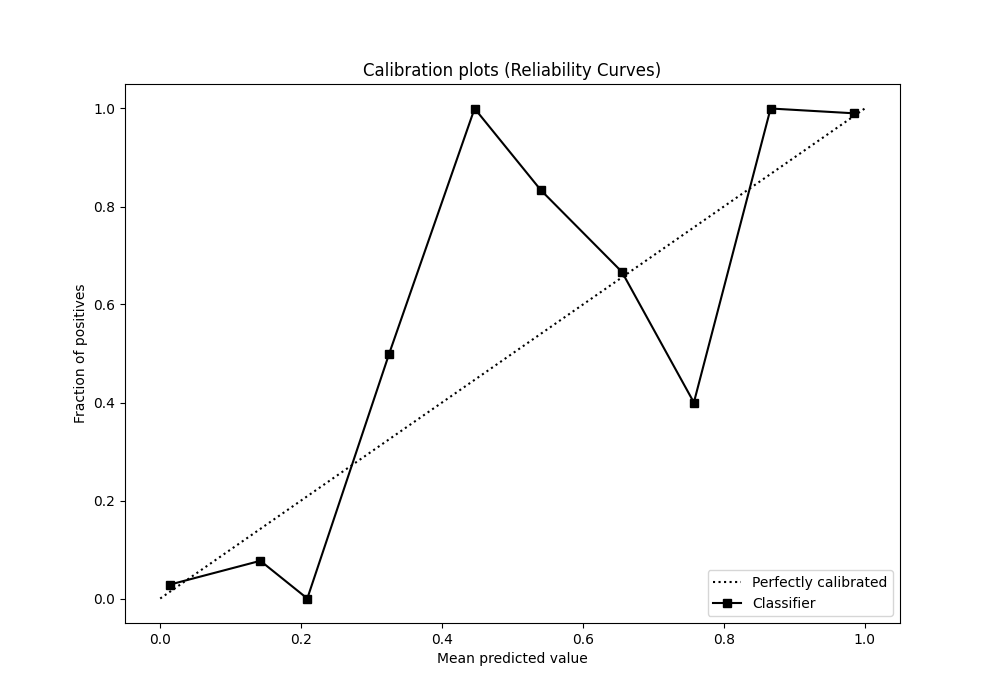 Calibration plots (Reliability Curves)
1.0
0.8
0.6
0.4
0.2
0.0
Fraction of positives
0.0 0.2 0.4 0.6 0.8 1.0
Mean predicted value
Perfectly calibrated
Classifier